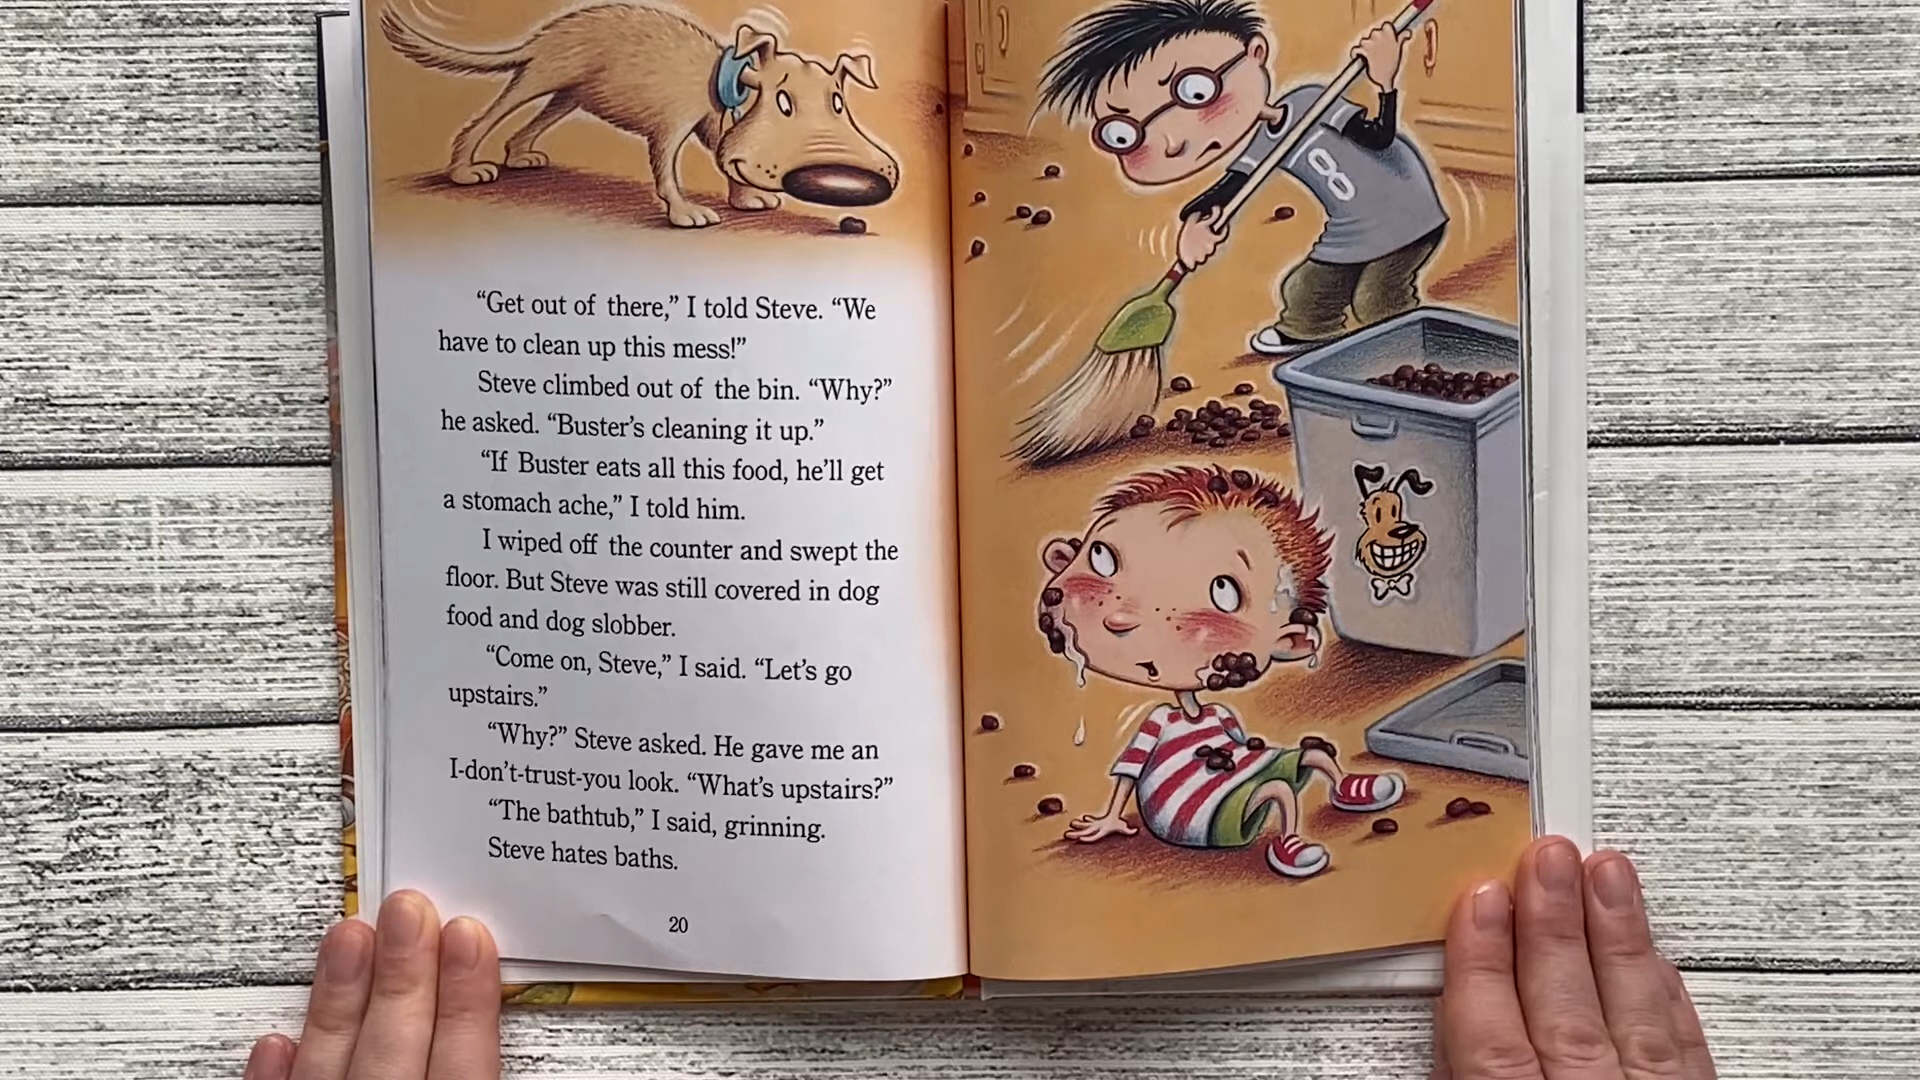 “Get out of there,” I told Steve. “We
have to clean up this mess!”
Steve climbed out of the bin. “Why?”
he asked. “Buster’s cleaning it up.”
“If Buster eats all this food, he’ll get
a stomach ache,” I told him.
I wiped off the counter and swept the
floor. But Steve was still covered in dog
food and dog slobber.
“Come on, Steve,” I said. “Let’s go
upstairs.”
“Why?” Steve asked. He gave me an
I-don’t-trust-you look. “What’s upstairs?”
“The bathtub,” I said, grinning.
Steve hates baths.
20
8